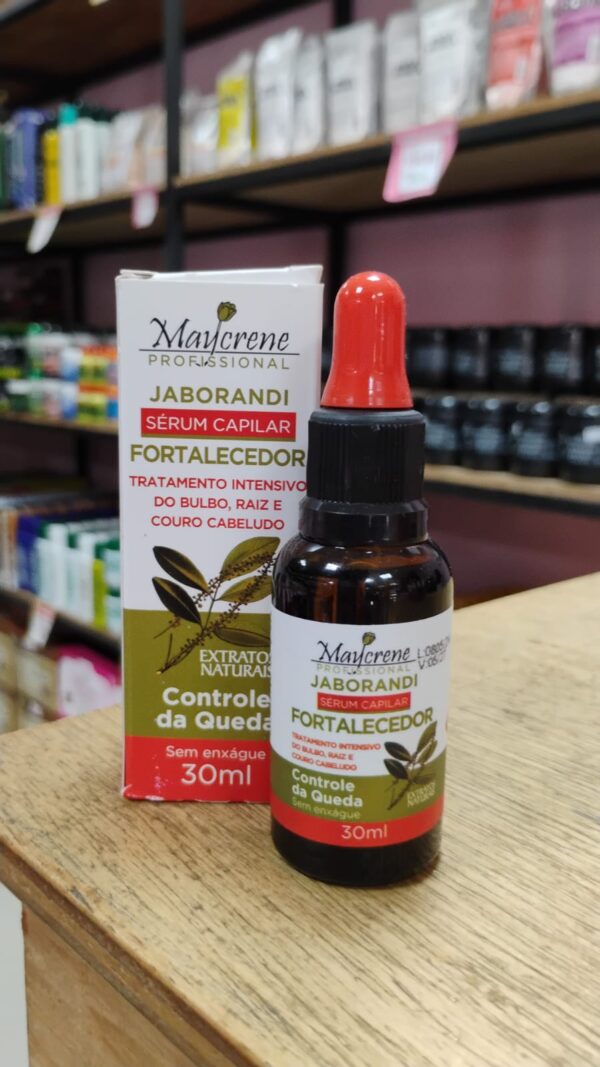 Maycrene
PROFISSIONAL
JABORANDI
SÉRUM CAPILAR
FORTALECEDOR
TRATAMENTO INTENSIVO
DO BULBO, RAIZ E
COURO CABELUDO
EXTRATOS
NATURAIS
Controle
da Queda
Sem enxágue
30ml
Maycrene
PROFISSIONAL
JABORANDI
SÉRUM CAPILAR
FORTALECEDOR
TRATAMENTO INTENSIVO
DO BULBO, RAIZ E
COURO CABELUDO
Controle
da Queda
Sem enxágue
EXTRATOS
NATURAIS
30ml